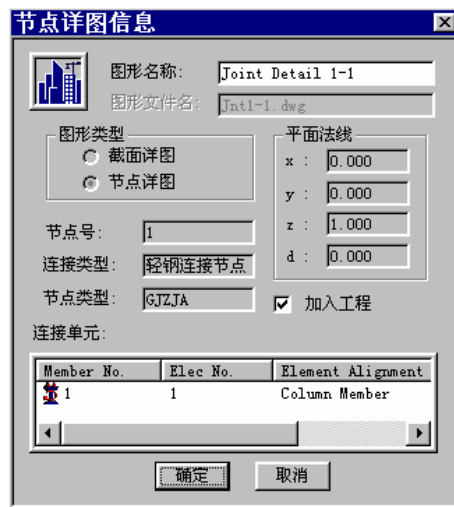 节点详图信息
图形名称: Joint Detail 1-1
图形文件名: Jnt1-1.dwg
图形类型
截面详图
节点详图
平面法线
x : 0.000
y : 0.000
z : 1.000
d : 0.000
节点号: 1
连接类型: 轻钢连接节点
节点类型: GJZJA
加入工程
连接单元:
Member No. Elec No. Element Alignment
1 1 Column Member
确定 取消